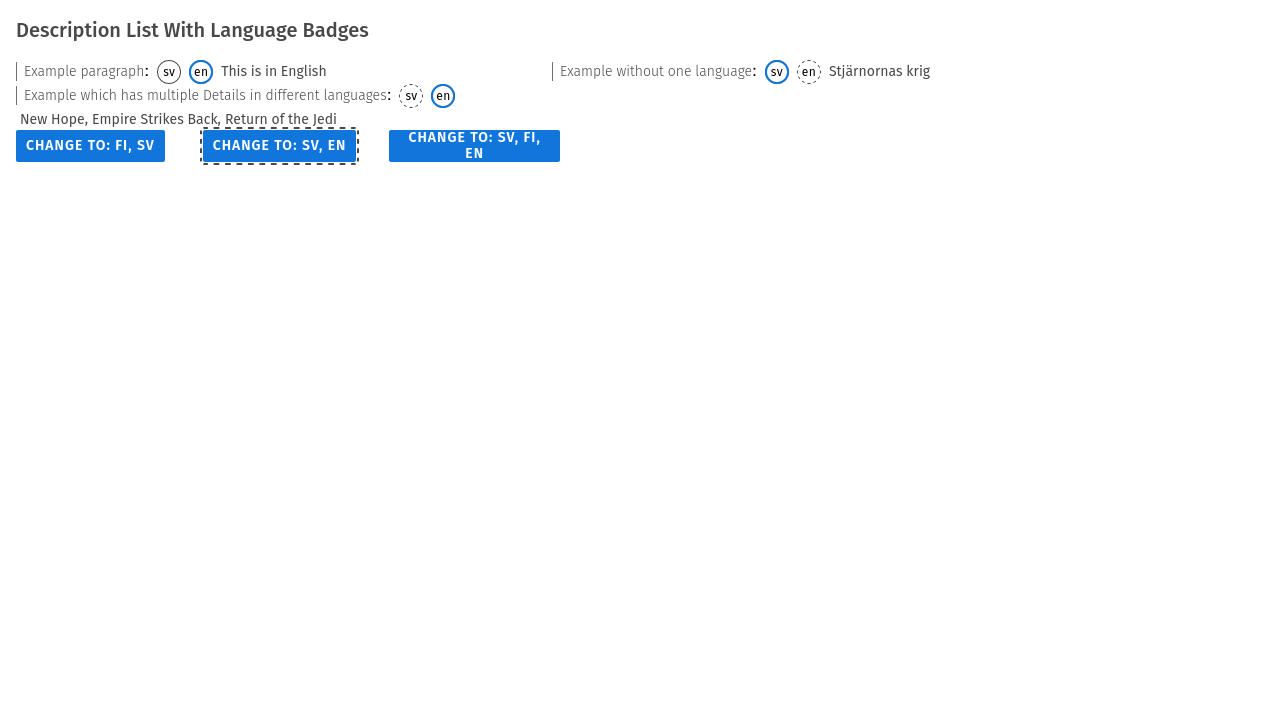 Description List With Language Badges
Example paragraph: sv en This is in English
Example without one language: sv en Stjärnornas krig
Example which has multiple Details in different languages: sv en
New Hope, Empire Strikes Back, Return of the Jedi
CHANGE TO: FI, SV
CHANGE TO: SV, EN
CHANGE TO: SV, FI,
EN